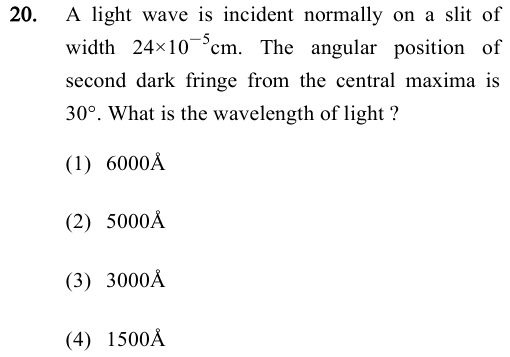 20. A light wave is incident normally on a slit of
width 24×10⁻⁵cm. The angular position of
second dark fringe from the central maxima is
30°. What is the wavelength of light ?
(1) 6000Å
(2) 5000Å
(3) 3000Å
(4) 1500Å